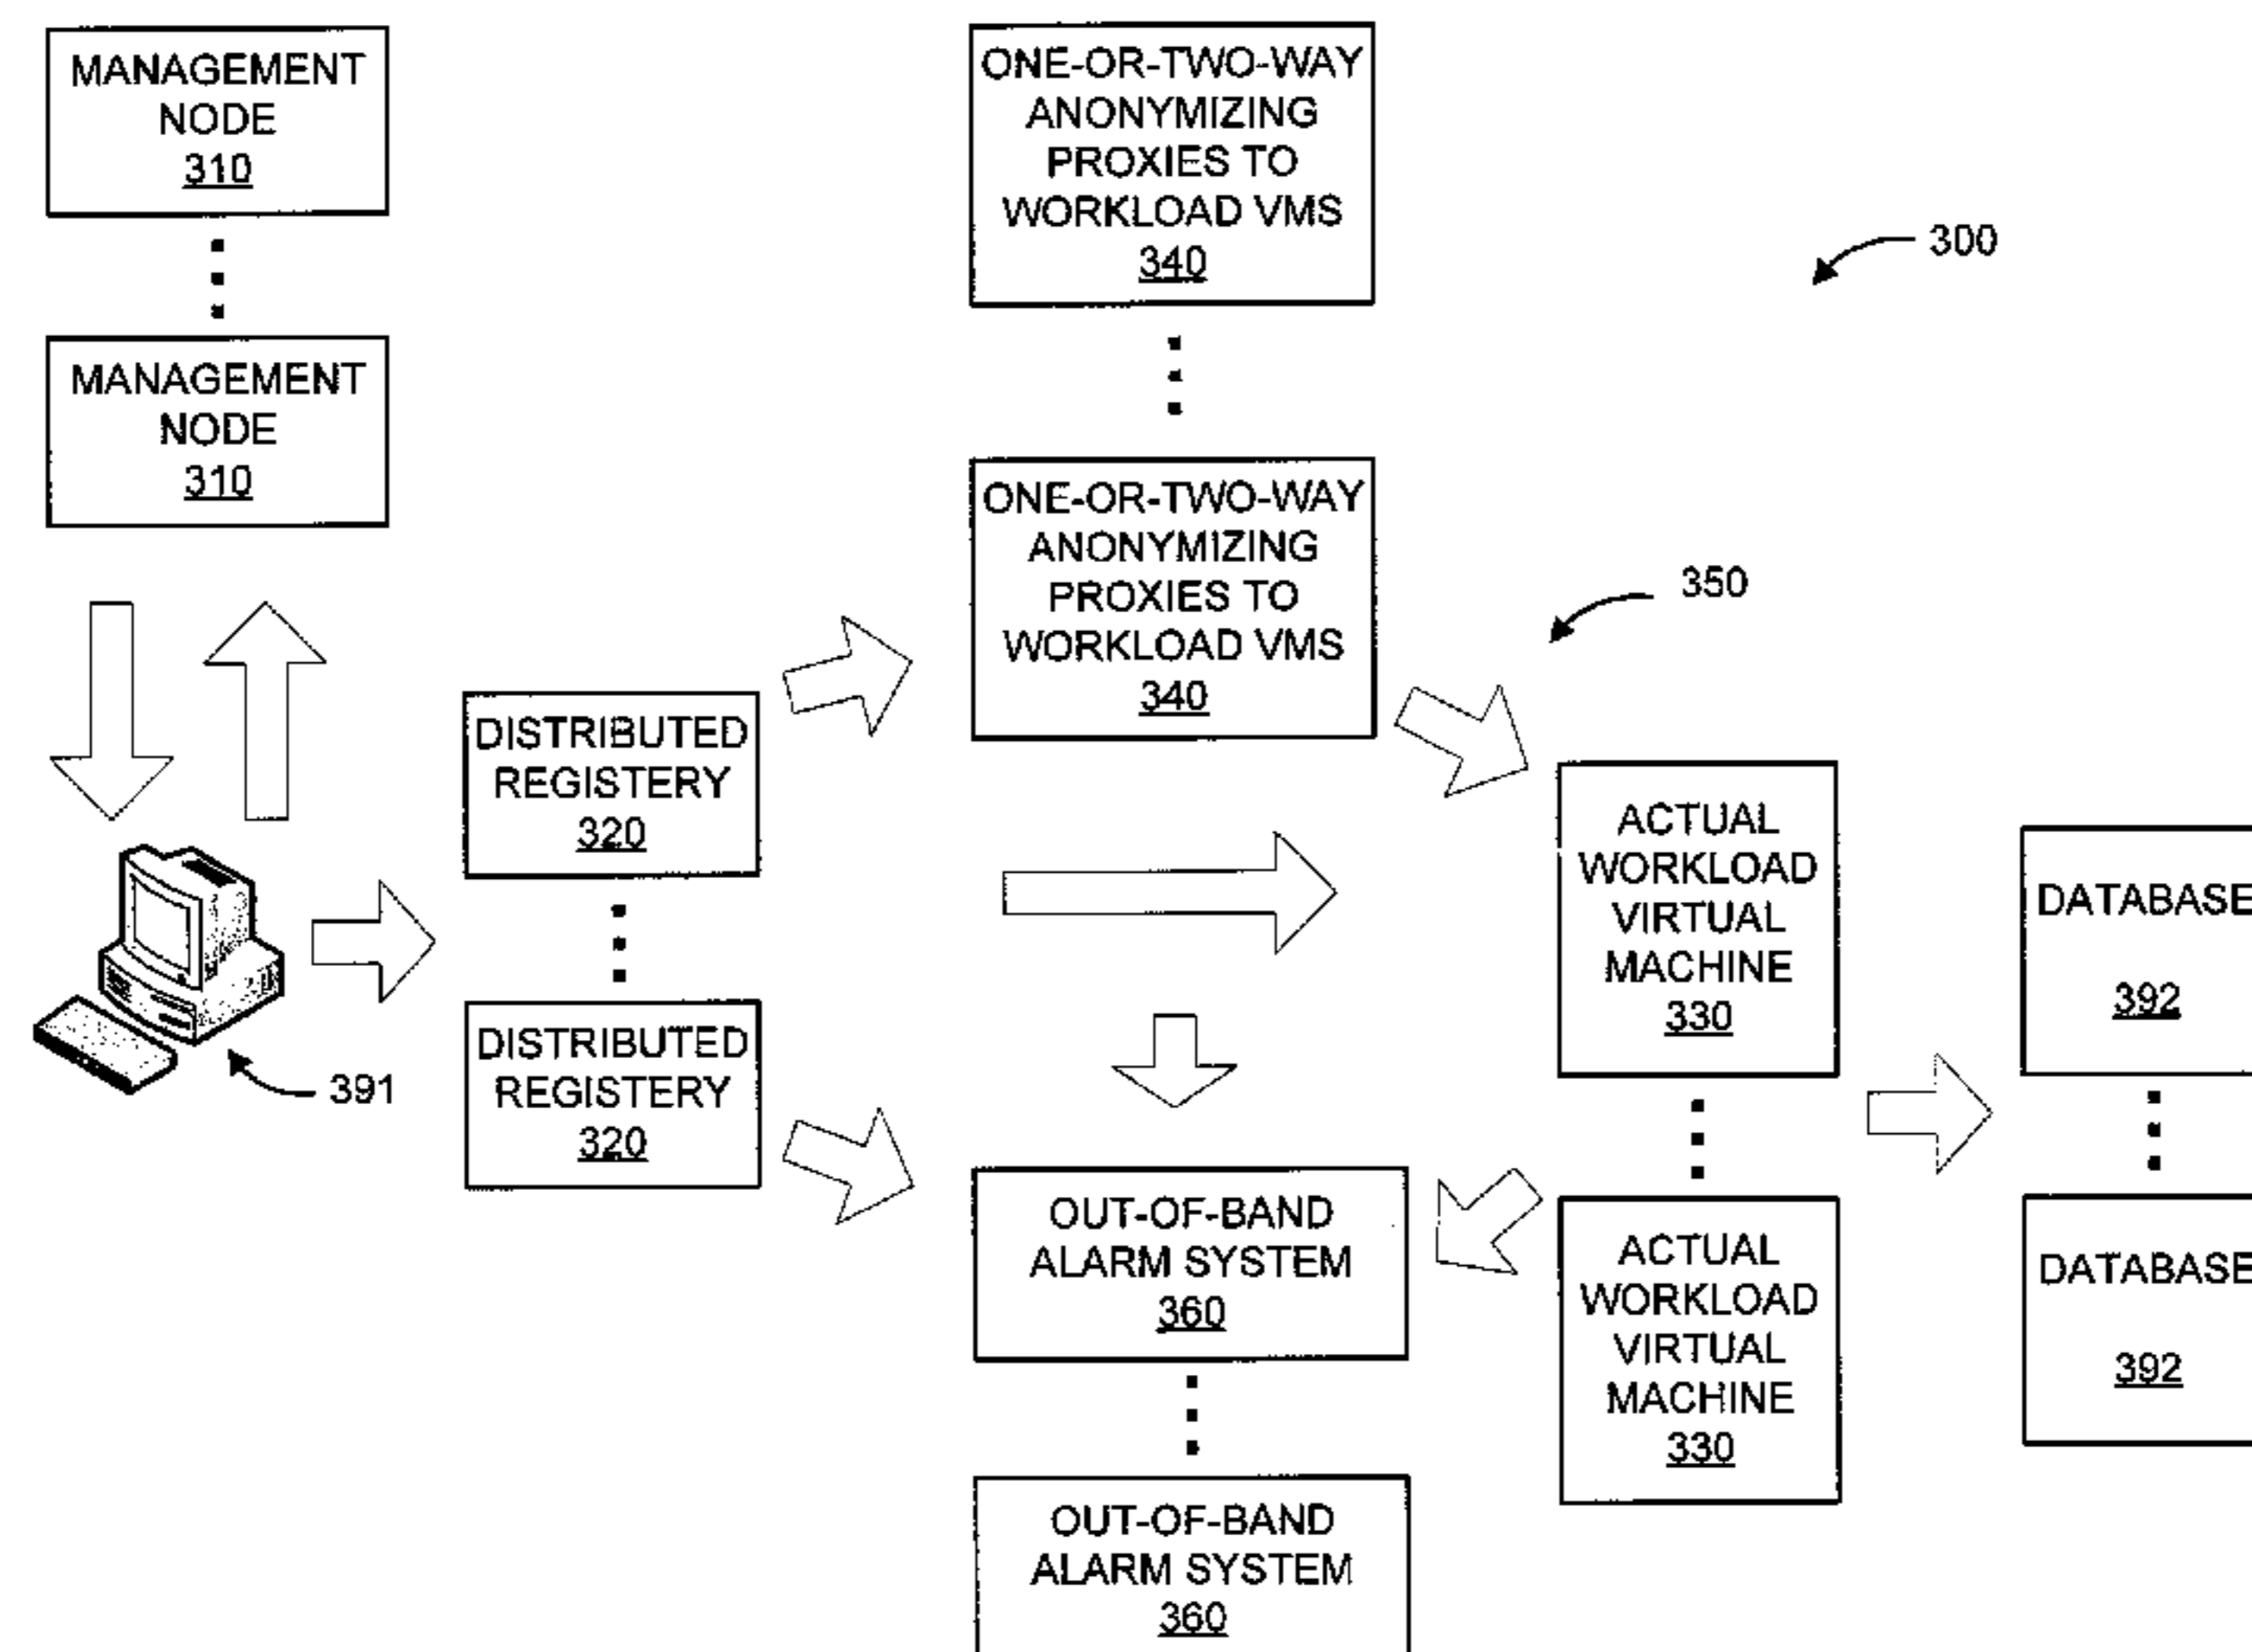 MANAGEMENT
NODE
310
MANAGEMENT
NODE
310
ONE-OR-TWO-WAY
ANONYMIZING
PROXIES TO
WORKLOAD VMS
340
300
ONE-OR-TWO-WAY
ANONYMIZING
PROXIES TO
WORKLOAD VMS
340
350
DISTRIBUTED
REGISTERY
320
DISTRIBUTED
REGISTERY
320
391
ACTUAL
WORKLOAD
VIRTUAL
MACHINE
330
DATABASE
392
OUT-OF-BAND
ALARM SYSTEM
360
ACTUAL
WORKLOAD
VIRTUAL
MACHINE
330
DATABASE
392
OUT-OF-BAND
ALARM SYSTEM
360